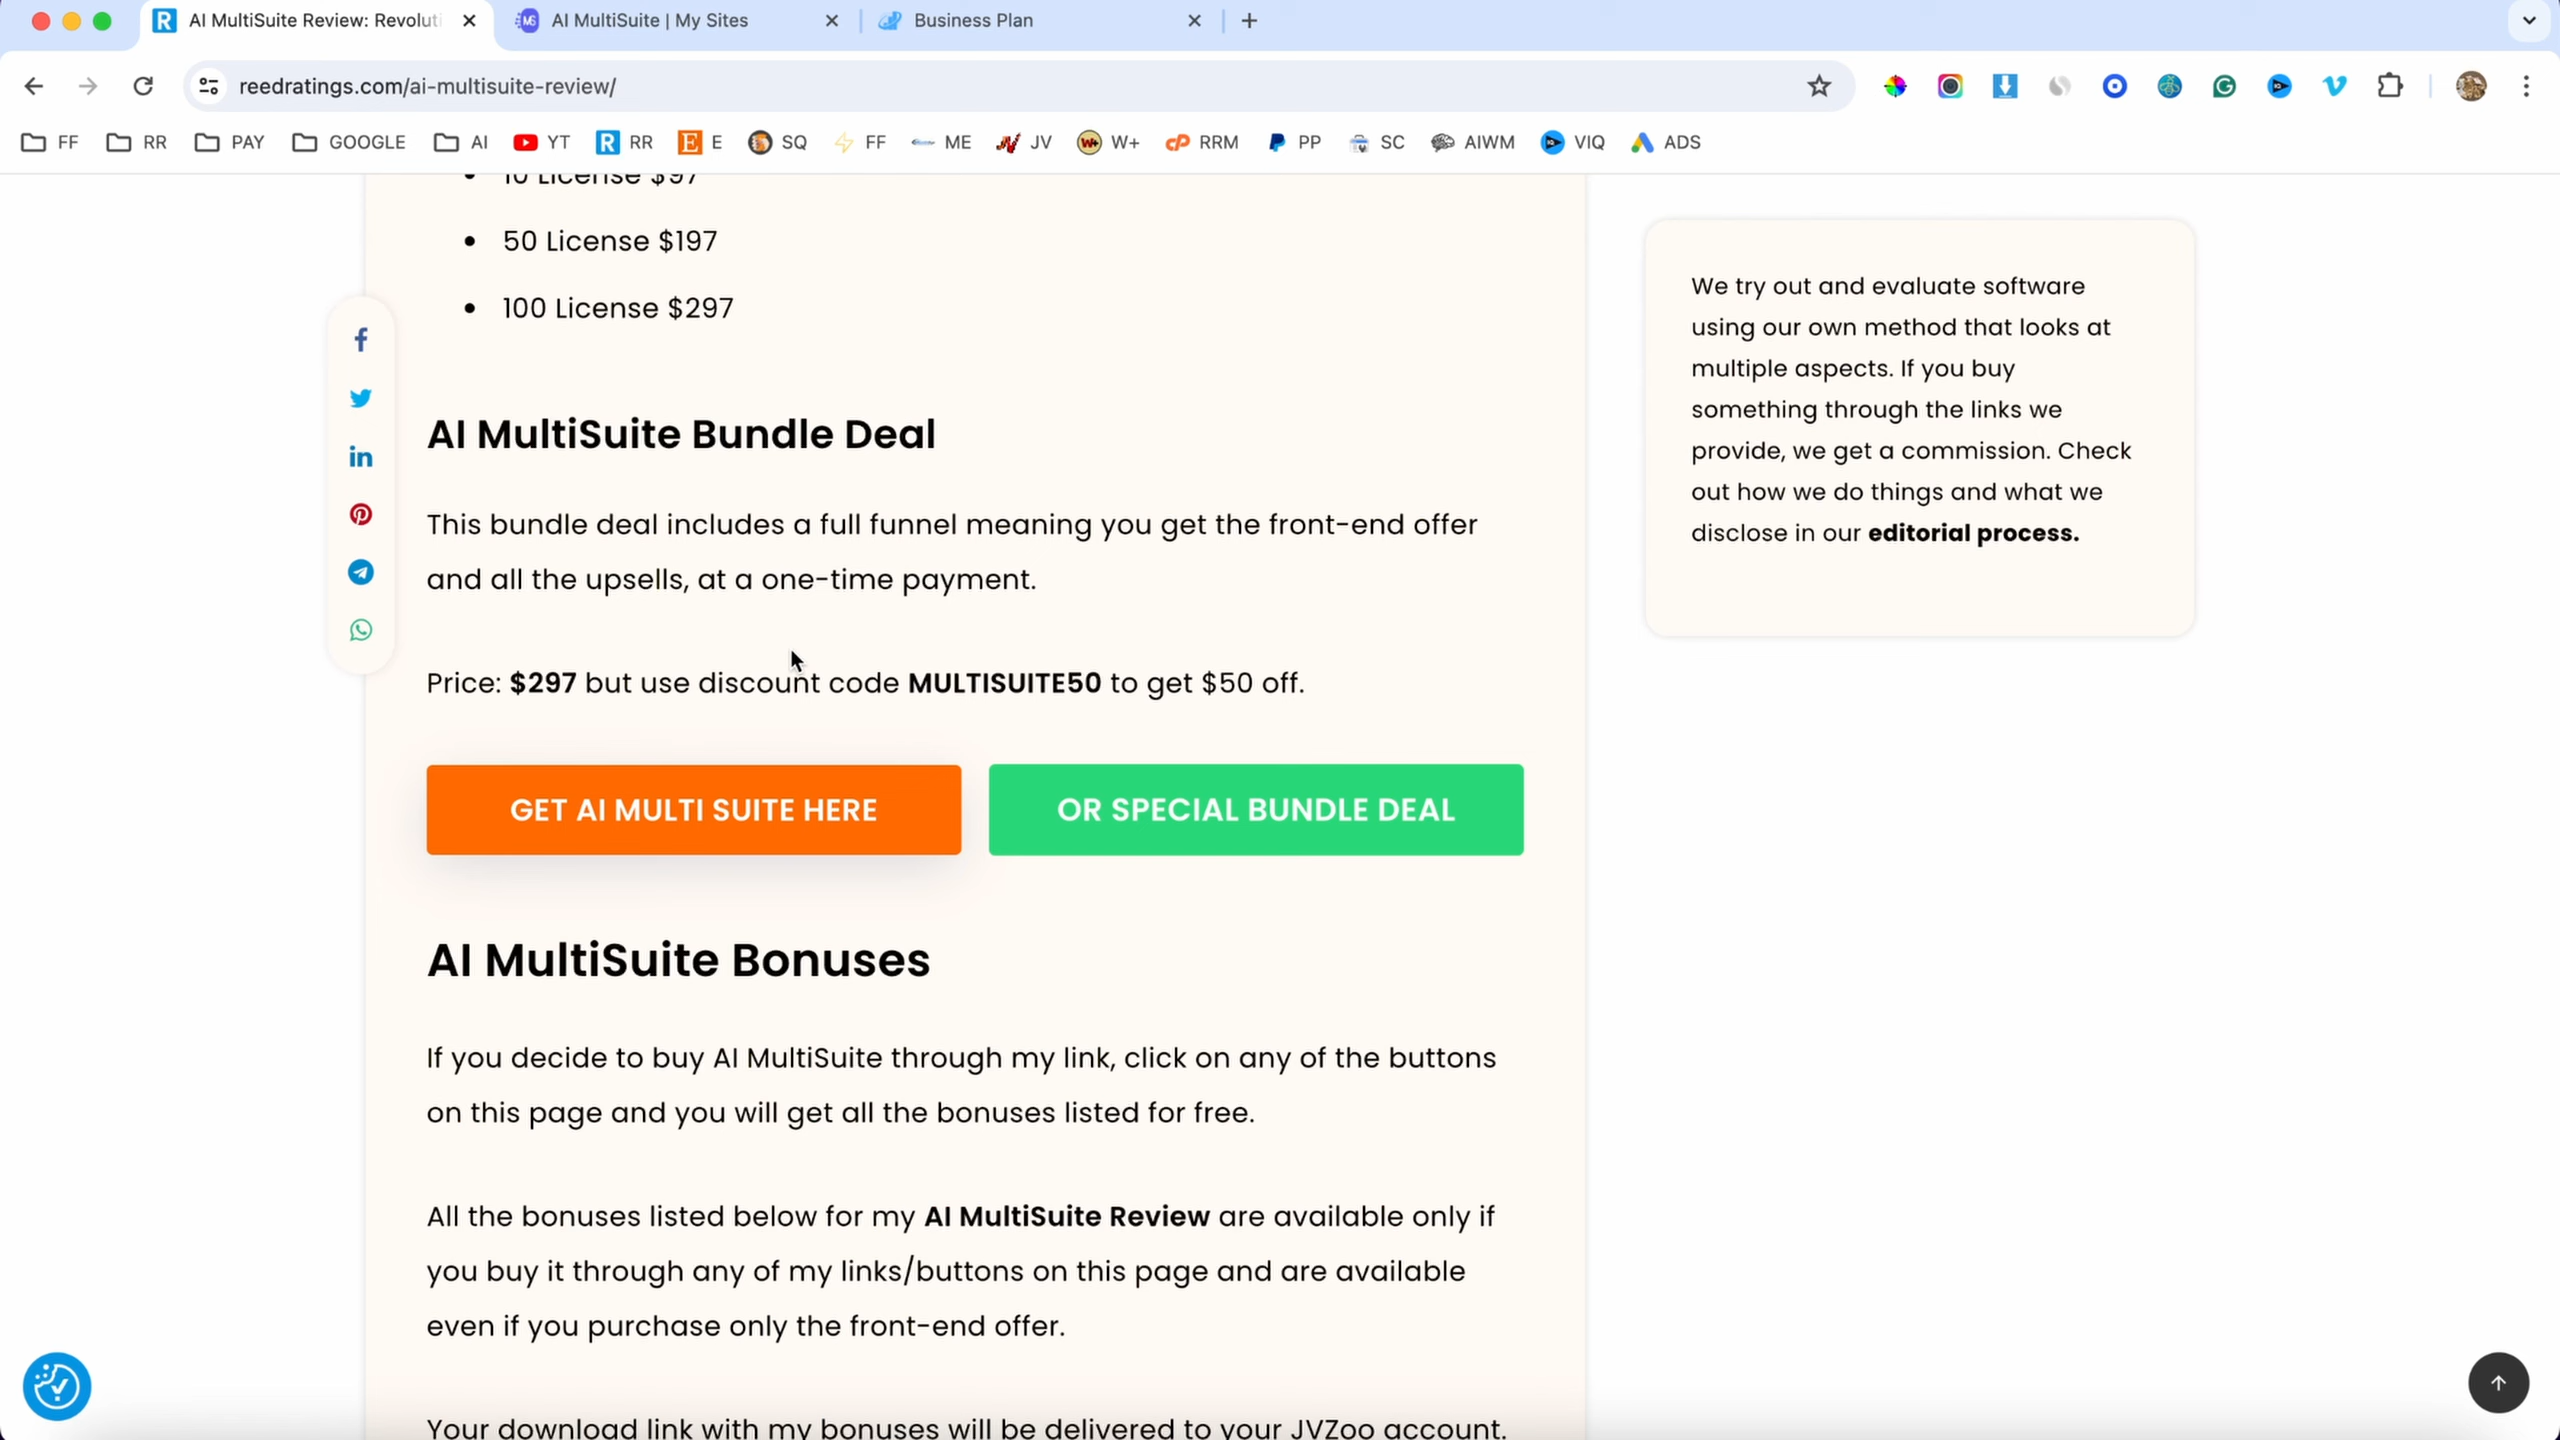 AI MultiSuite Review: Revoluti
AI MultiSuite | My Sites
Business Plan
reedratings.com/ai-multisuite-review/
FF
RR
PAY
GOOGLE
AI
YT
RR
E
SQ
FF
ME
JV
W+
RRM
PP
SC
AIWM
VIQ
ADS
10 License $97
50 License $197
100 License $297
AI MultiSuite Bundle Deal
This bundle deal includes a full funnel meaning you get the front-end offer
and all the upsells, at a one-time payment.
Price: $297 but use discount code MULTISUITE50 to get $50 off.
GET AI MULTI SUITE HERE
OR SPECIAL BUNDLE DEAL
AI MultiSuite Bonuses
If you decide to buy AI MultiSuite through my link, click on any of the buttons
on this page and you will get all the bonuses listed for free.
All the bonuses listed below for my AI MultiSuite Review are available only if
you buy it through any of my links/buttons on this page and are available
even if you purchase only the front-end offer.
Your download link with my bonuses will be delivered to your JVZoo account.
We try out and evaluate software
using our own method that looks at
multiple aspects. If you buy
something through the links we
provide, we get a commission. Check
out how we do things and what we
disclose in our editorial process.